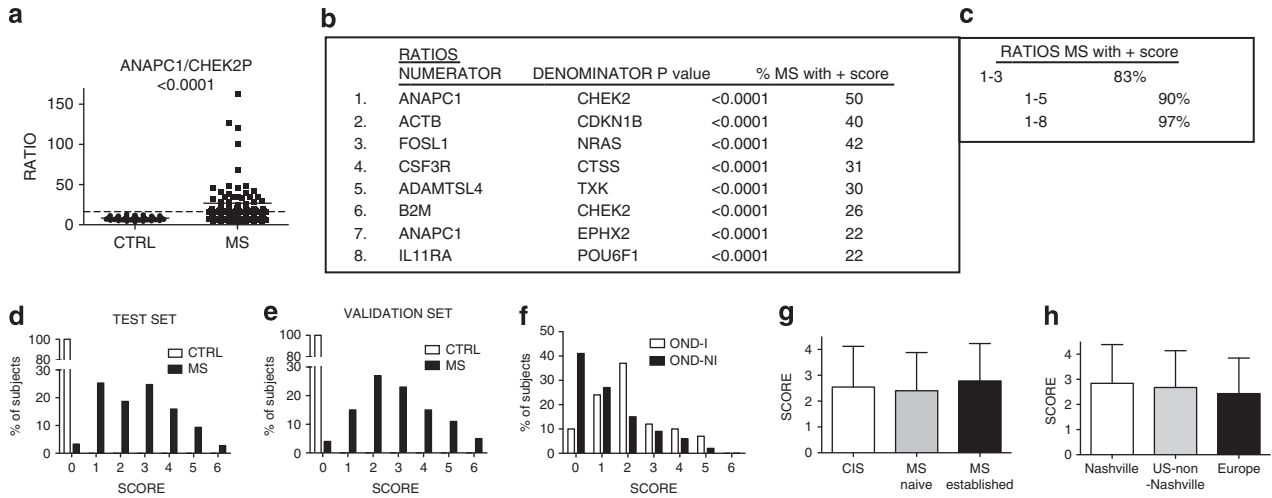 a
ANAPC1/CHEK2P
<0.0001
150
100
50
0
RATIO
CTRL MS
b
RATIOS
NUMERATOR DENOMINATOR P value % MS with + score
1. ANAPC1 CHEK2 <0.0001 50
2. ACTB CDKN1B <0.0001 40
3. FOSL1 NRAS <0.0001 42
4. CSF3R CTSS <0.0001 31
5. ADAMTSL4 TXK <0.0001 30
6. B2M CHEK2 <0.0001 26
7. ANAPC1 EPHX2 <0.0001 22
8. IL11RA POU6F1 <0.0001 22
c
RATIOS MS with + score
1-3 83%
1-5 90%
1-8 97%
d
TEST SET
100
80
30
20
10
0
% of subjects
CTRL
MS
0 1 2 3 4 5 6
SCORE
e
VALIDATION SET
100
80
30
20
10
0
% of subjects
CTRL
MS
0 1 2 3 4 5 6
SCORE
f
50
40
30
20
10
0
% of subjects
OND-I
OND-NI
0 1 2 3 4 5 6
SCORE
g
4
3
2
1
0
SCORE
CIS MS MS
naive established
h
4
3
2
1
0
SCORE
Nashville US-non Europe
-Nashville